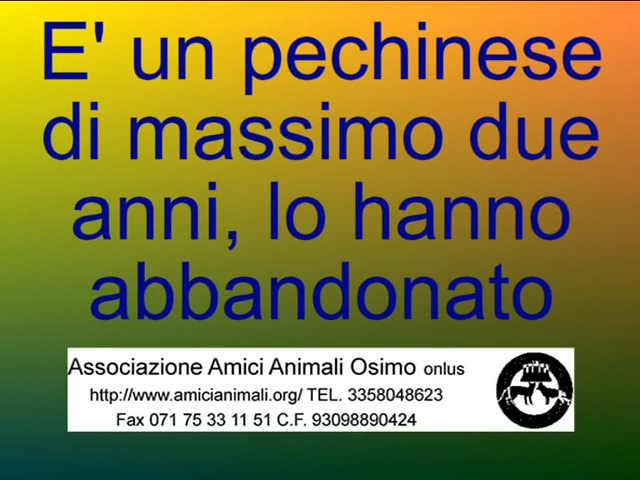 E' un pechinese
di massimo due
anni, lo hanno
abbandonato
Associazione Amici Animali Osimo onlus
http://www.amicianimali.org/ TEL. 3358048623
Fax 071 75 33 11 51 C.F. 93098890424